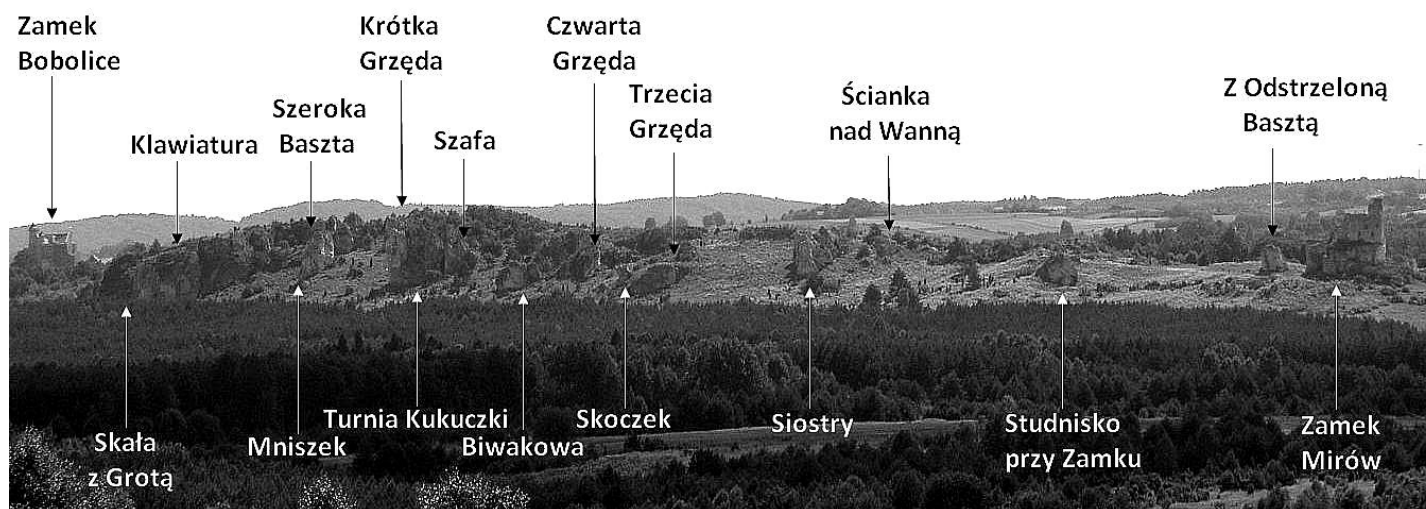 Zamek
Bobolice
Klawiatura
Szeroka
Baszta
Krótka
Grzęda
Szafa
Czwarta
Grzęda
Trzecia
Grzęda
Ścianka
nad Wanną
Z Odstrzeloną
Basztą
Skała
z Grotą
Mniszek
Turnia Kukuczki
Biwakowa
Skoczek
Siostry
Studnisko
przy Zamku
Zamek
Mirów